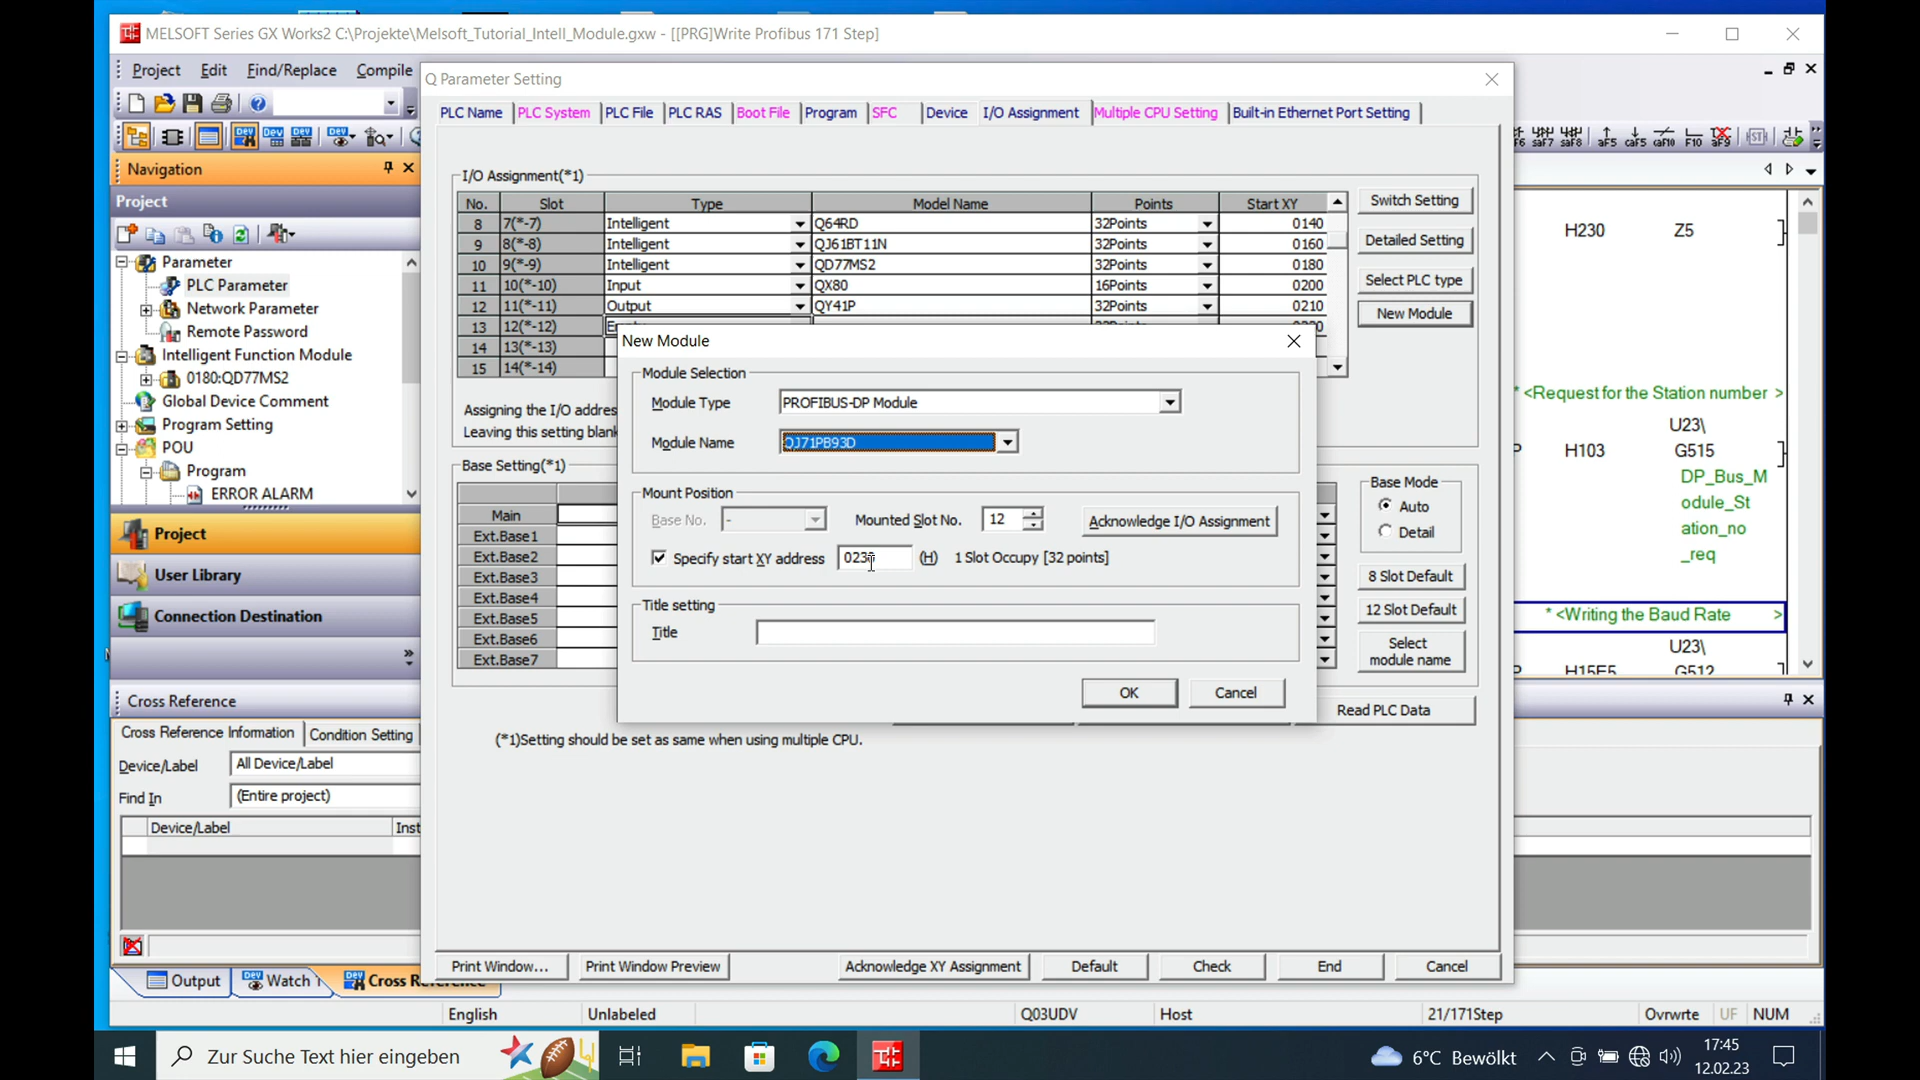 MELSOFT Series GX Works2 C:\Projekte\Melsoft_Tutorial_Intell_Module.gxw - [[PRG]Write Profibus 171 Step]
Project Edit Find/Replace Compile
Q Parameter Setting
PLC Name PLC System PLC File PLC RAS Boot File Program SFC Device I/O Assignment Multiple CPU Setting Built-in Ethernet Port Setting
Navigation
Project
Parameter
PLC Parameter
Network Parameter
Remote Password
Intelligent Function Module
0180:QD77MS2
Global Device Comment
Program Setting
POU
Program
ERROR ALARM
Project
User Library
Connection Destination
I/O Assignment(*1)
No. Slot Type Model Name Points Start XY
8 7(*-7) Intelligent Q64RD 32Points 0140
9 8(*-8) Intelligent QJ61BT11N 32Points 0160
10 9(*-9) Intelligent QD77MS2 32Points 0180
11 10(*-10) Input QX80 16Points 0200
12 11(*-11) Output QY41P 32Points 0210
13 12(*-12)
14 13(*-13)
15 14(*-14)
Switch Setting
Detailed Setting
Select PLC type
New Module
Assigning the I/O addre
Leaving this setting blank
Base Setting(*1)
Main
Ext.Base1
Ext.Base2
Ext.Base3
Ext.Base4
Ext.Base5
Ext.Base6
Ext.Base7
New Module
Module Selection
Module Type PROFIBUS-DP Module
Module Name QJ71PB93D
Mount Position
Base No. - Mounted Slot No. 12 Acknowledge I/O Assignment
Specify start XY address (H) 1 Slot Occupy [32 points]
Title setting
Title
OK Cancel
Base Mode
Auto
Detail
8 Slot Default
12 Slot Default
Select
module name
Read PLC Data
(*1)Setting should be set as same when using multiple CPU.
Print Window... Print Window Preview Acknowledge XY Assignment Default Check End Cancel
F6 sF7 sF8 aF5 caF5 caF10 F10 aF9
H230 Z5
* <Request for the Station number >
U23\
H103 G515
DP_Bus_M
odule_St
ation_no
_req
* <Writing the Baud Rate >
U23\
H15E5 G512
Cross Reference
Cross Reference Information Condition Setting
Device/Label All Device/Label
Find In (Entire project)
Device/Label Inst
Output Watch 1 Cross Reference
English Unlabeled Q03UDV Host 21/171Step Ovrwrte UF NUM
Zur Suche Text hier eingeben
6°C Bewölkt
17:45
12.02.23